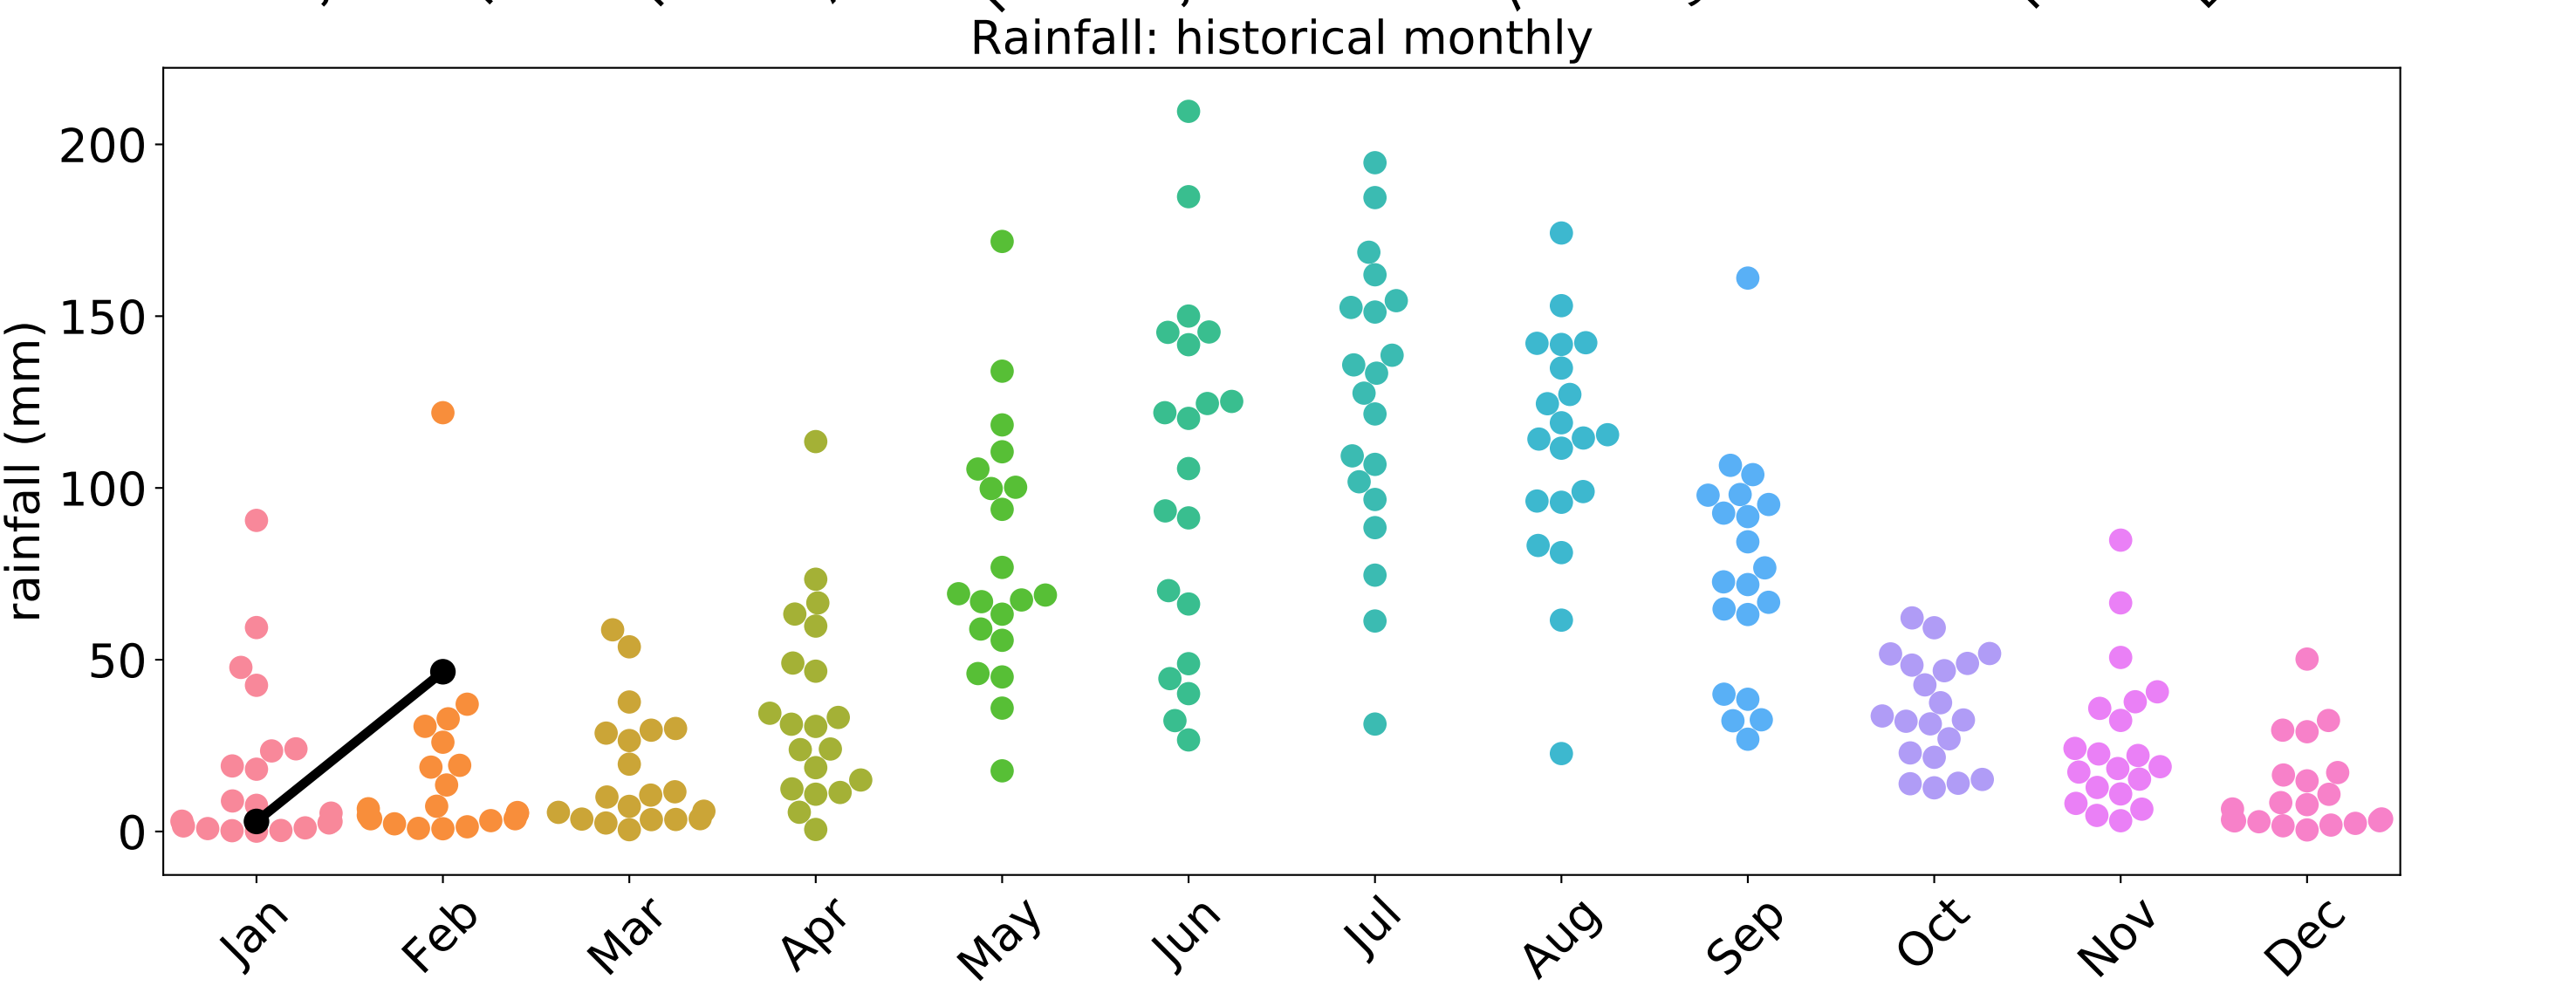 Rainfall: historical monthly
rainfall (mm)
200
150
100
50
0
Jan
Feb
Mar
Apr
May
Jun
Jul
Aug
Sep
Oct
Nov
Dec